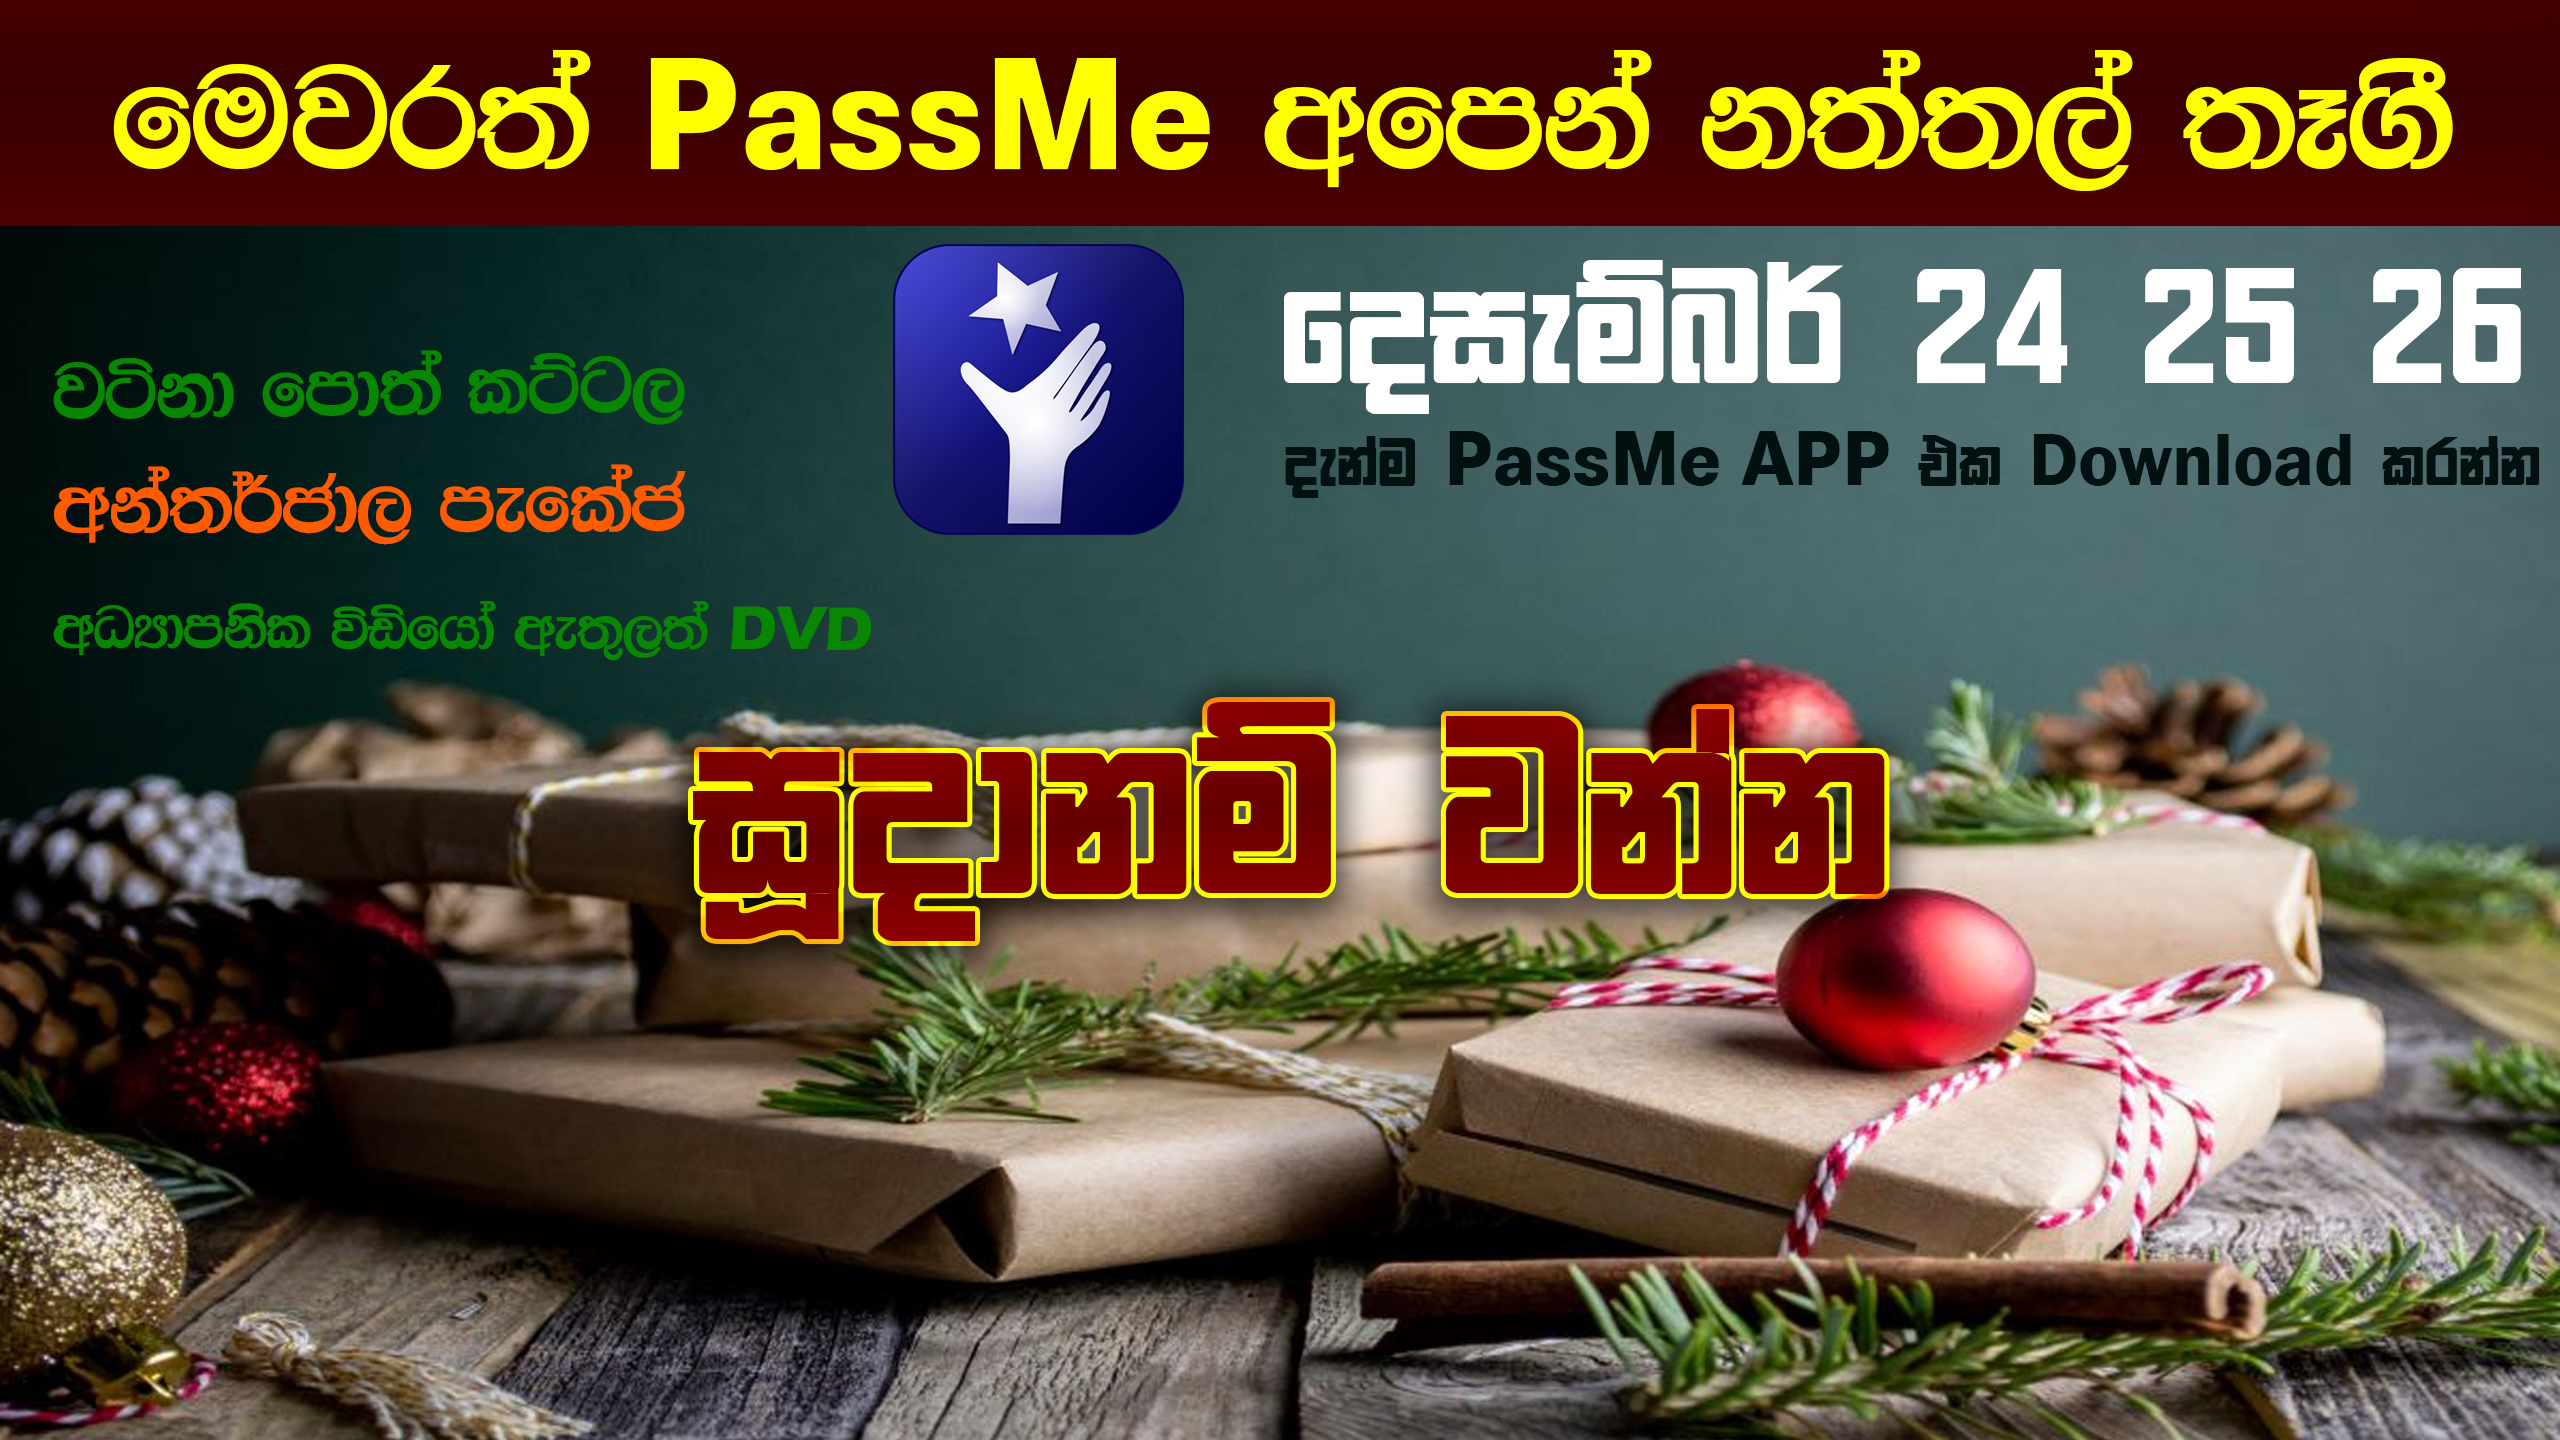 මෙවරත් PassMe අපෙන් නත්තල් තෑගී
දෙසැම්බර් 24 25 26
දැන්ම PassMe APP එක Download කරන්න
වටිනා පොත් කට්ටල
අන්තර්ජාල පැකේජ
අධ්‍යාපනික විඩියෝ ඇතුලත් DVD
සූදානම් වන්න